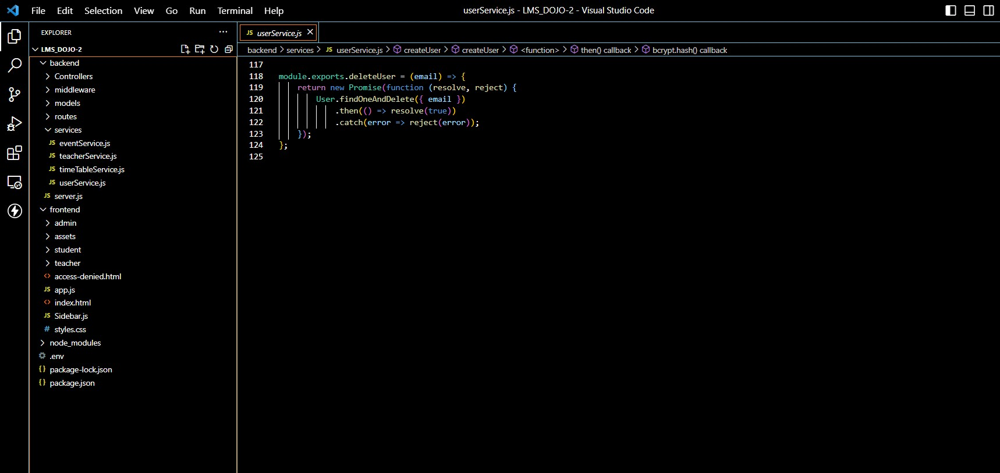 File Edit Selection View Go Run Terminal Help
userService.js - LMS_DOJO-2 - Visual Studio Code
EXPLORER
LMS_DOJO-2
backend
Controllers
middleware
models
routes
services
JS eventService.js
JS teacherService.js
JS timeTableService.js
JS userService.js
JS server.js
frontend
admin
assets
student
teacher
<> access-denied.html
JS app.js
<> index.html
JS Sidebar.js
# styles.css
node_modules
.env
{} package-lock.json
{} package.json
JS userService.js
backend > services > JS userService.js > createUser > createUser > <function> > then() callback > bcrypt.hash() callback
117
118 module.exports.deleteUser = (email) => {
119 return new Promise(function (resolve, reject) {
120 User.findOneAndDelete({ email })
121 .then(() => resolve(true))
122 .catch(error => reject(error));
123 });
124 };
125